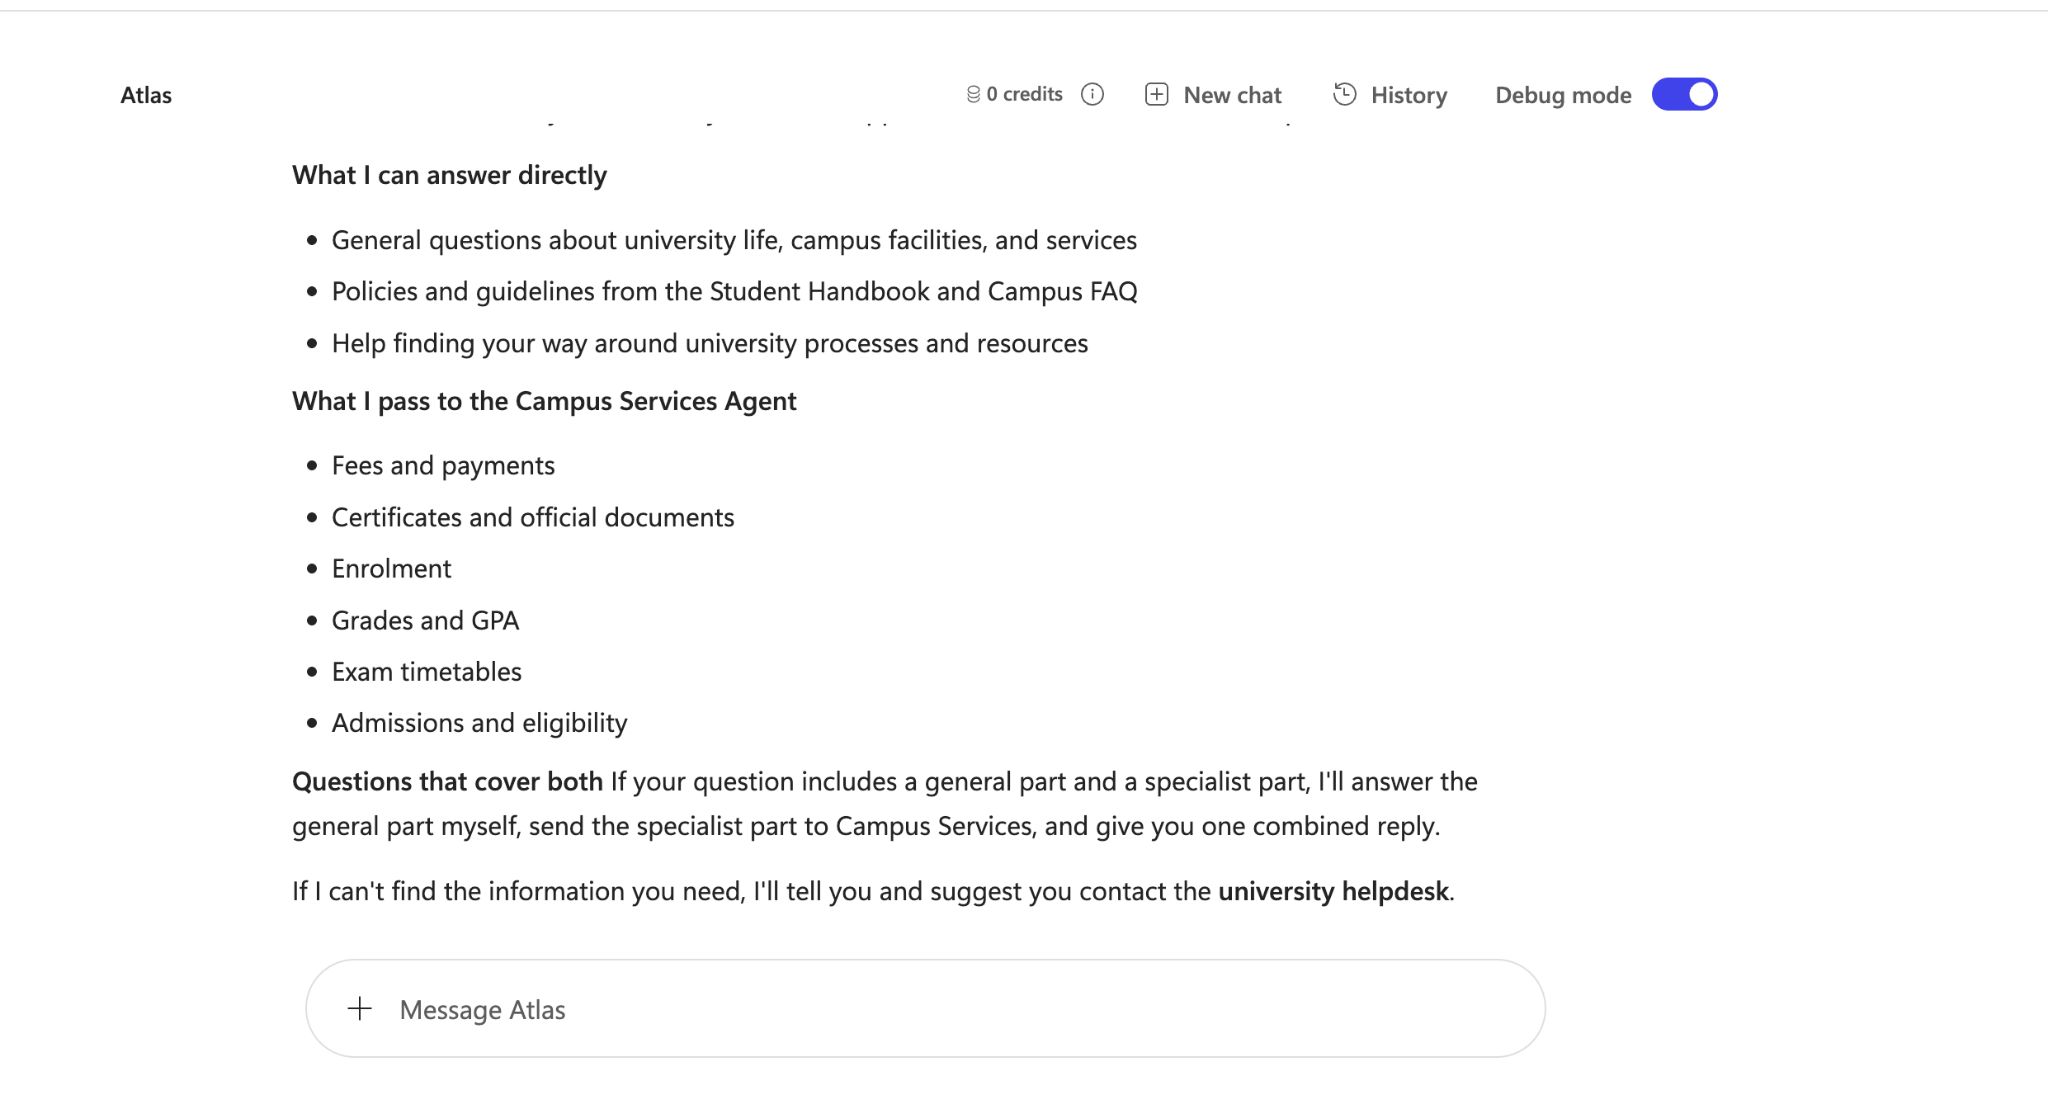 Atlas
0 credits
New chat
History
Debug mode
What I can answer directly
• General questions about university life, campus facilities, and services
• Policies and guidelines from the Student Handbook and Campus FAQ
• Help finding your way around university processes and resources
What I pass to the Campus Services Agent
• Fees and payments
• Certificates and official documents
• Enrolment
• Grades and GPA
• Exam timetables
• Admissions and eligibility
Questions that cover both If your question includes a general part and a specialist part, I'll answer the
general part myself, send the specialist part to Campus Services, and give you one combined reply.
If I can't find the information you need, I'll tell you and suggest you contact the university helpdesk.
Message Atlas